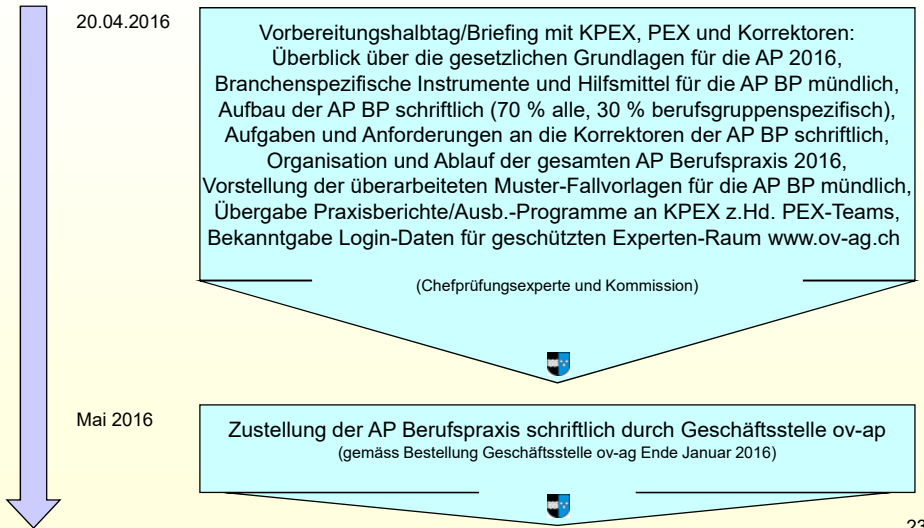 20.04.2016
Vorbereitungshalbtag/Briefing mit KPEX, PEX und Korrektoren:
Überblick über die gesetzlichen Grundlagen für die AP 2016,
Branchenspezifische Instrumente und Hilfsmittel für die AP BP mündlich,
Aufbau der AP BP schriftlich (70 % alle, 30 % berufsgruppenspezifisch),
Aufgaben und Anforderungen an die Korrektoren der AP BP schriftlich,
Organisation und Ablauf der gesamten AP Berufspraxis 2016,
Vorstellung der überarbeiteten Muster-Fallvorlagen für die AP BP mündlich,
Übergabe Praxisberichte/Ausb.-Programme an KPEX z.Hd. PEX-Teams,
Bekanntgabe Login-Daten für geschützten Experten-Raum www.ov-ag.ch
(Chefprüfungsexperte und Kommission)
Mai 2016
Zustellung der AP Berufspraxis schriftlich durch Geschäftsstelle ov-ap
(gemäss Bestellung Geschäftsstelle ov-ag Ende Januar 2016)
23